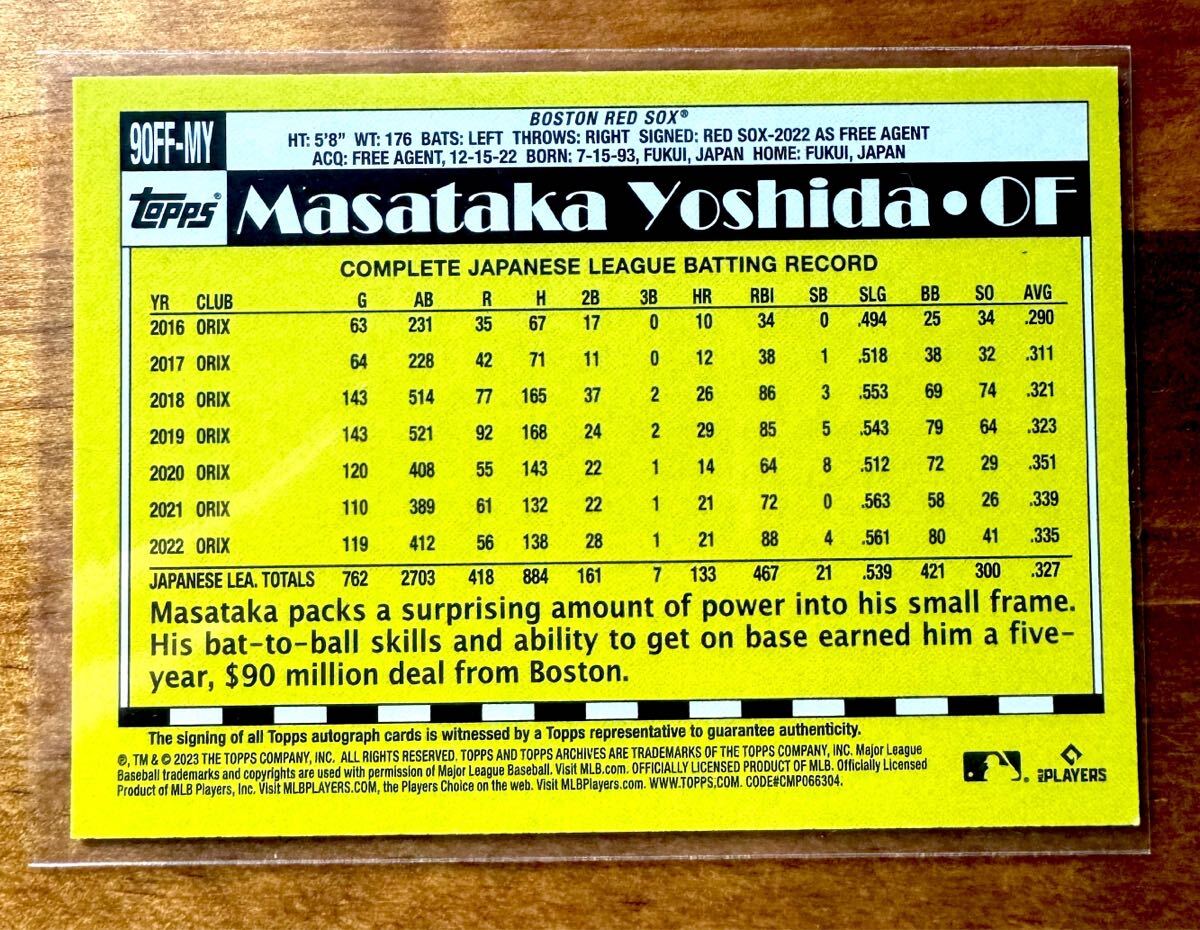 90FF-MY
BOSTON RED SOX®
HT: 5'8" WT: 176 BATS: LEFT THROWS: RIGHT SIGNED: RED SOX-2022 AS FREE AGENT
ACQ: FREE AGENT, 12-15-22 BORN: 7-15-93, FUKUI, JAPAN HOME: FUKUI, JAPAN
Topps® Masataka Yoshida • OF
COMPLETE JAPANESE LEAGUE BATTING RECORD
YR CLUB G AB R H 2B 3B HR RBI SB SLG BB SO AVG
2016 ORIX 63 231 35 67 17 0 10 34 0 .494 25 34 .290
2017 ORIX 64 228 42 71 11 0 12 38 1 .518 38 32 .311
2018 ORIX 143 514 77 165 37 2 26 86 3 .553 69 74 .321
2019 ORIX 143 521 92 168 24 2 29 85 5 .543 79 64 .323
2020 ORIX 120 408 55 143 22 1 14 64 8 .512 72 29 .351
2021 ORIX 110 389 61 132 22 1 21 72 0 .563 58 26 .339
2022 ORIX 119 412 56 138 28 1 21 88 4 .561 80 41 .335
JAPANESE LEA. TOTALS 762 2703 418 884 161 7 133 467 21 .539 421 300 .327
Masataka packs a surprising amount of power into his small frame.
His bat-to-ball skills and ability to get on base earned him a five-
year, $90 million deal from Boston.
The signing of all Topps autograph cards is witnessed by a Topps representative to guarantee authenticity.
®, TM & © 2023 THE TOPPS COMPANY, INC. ALL RIGHTS RESERVED. TOPPS AND TOPPS ARCHIVES ARE TRADEMARKS OF THE TOPPS COMPANY, INC. Major League
Baseball trademarks and copyrights are used with permission of Major League Baseball. Visit MLB.com. OFFICIALLY LICENSED PRODUCT OF MLB. Officially Licensed
Product of MLB Players, Inc. Visit MLBPLAYERS.COM, the Players Choice on the web. Visit MLBPlayers.com. WWW.TOPPS.COM. CODE#CMP066304.
MLB PLAYERS